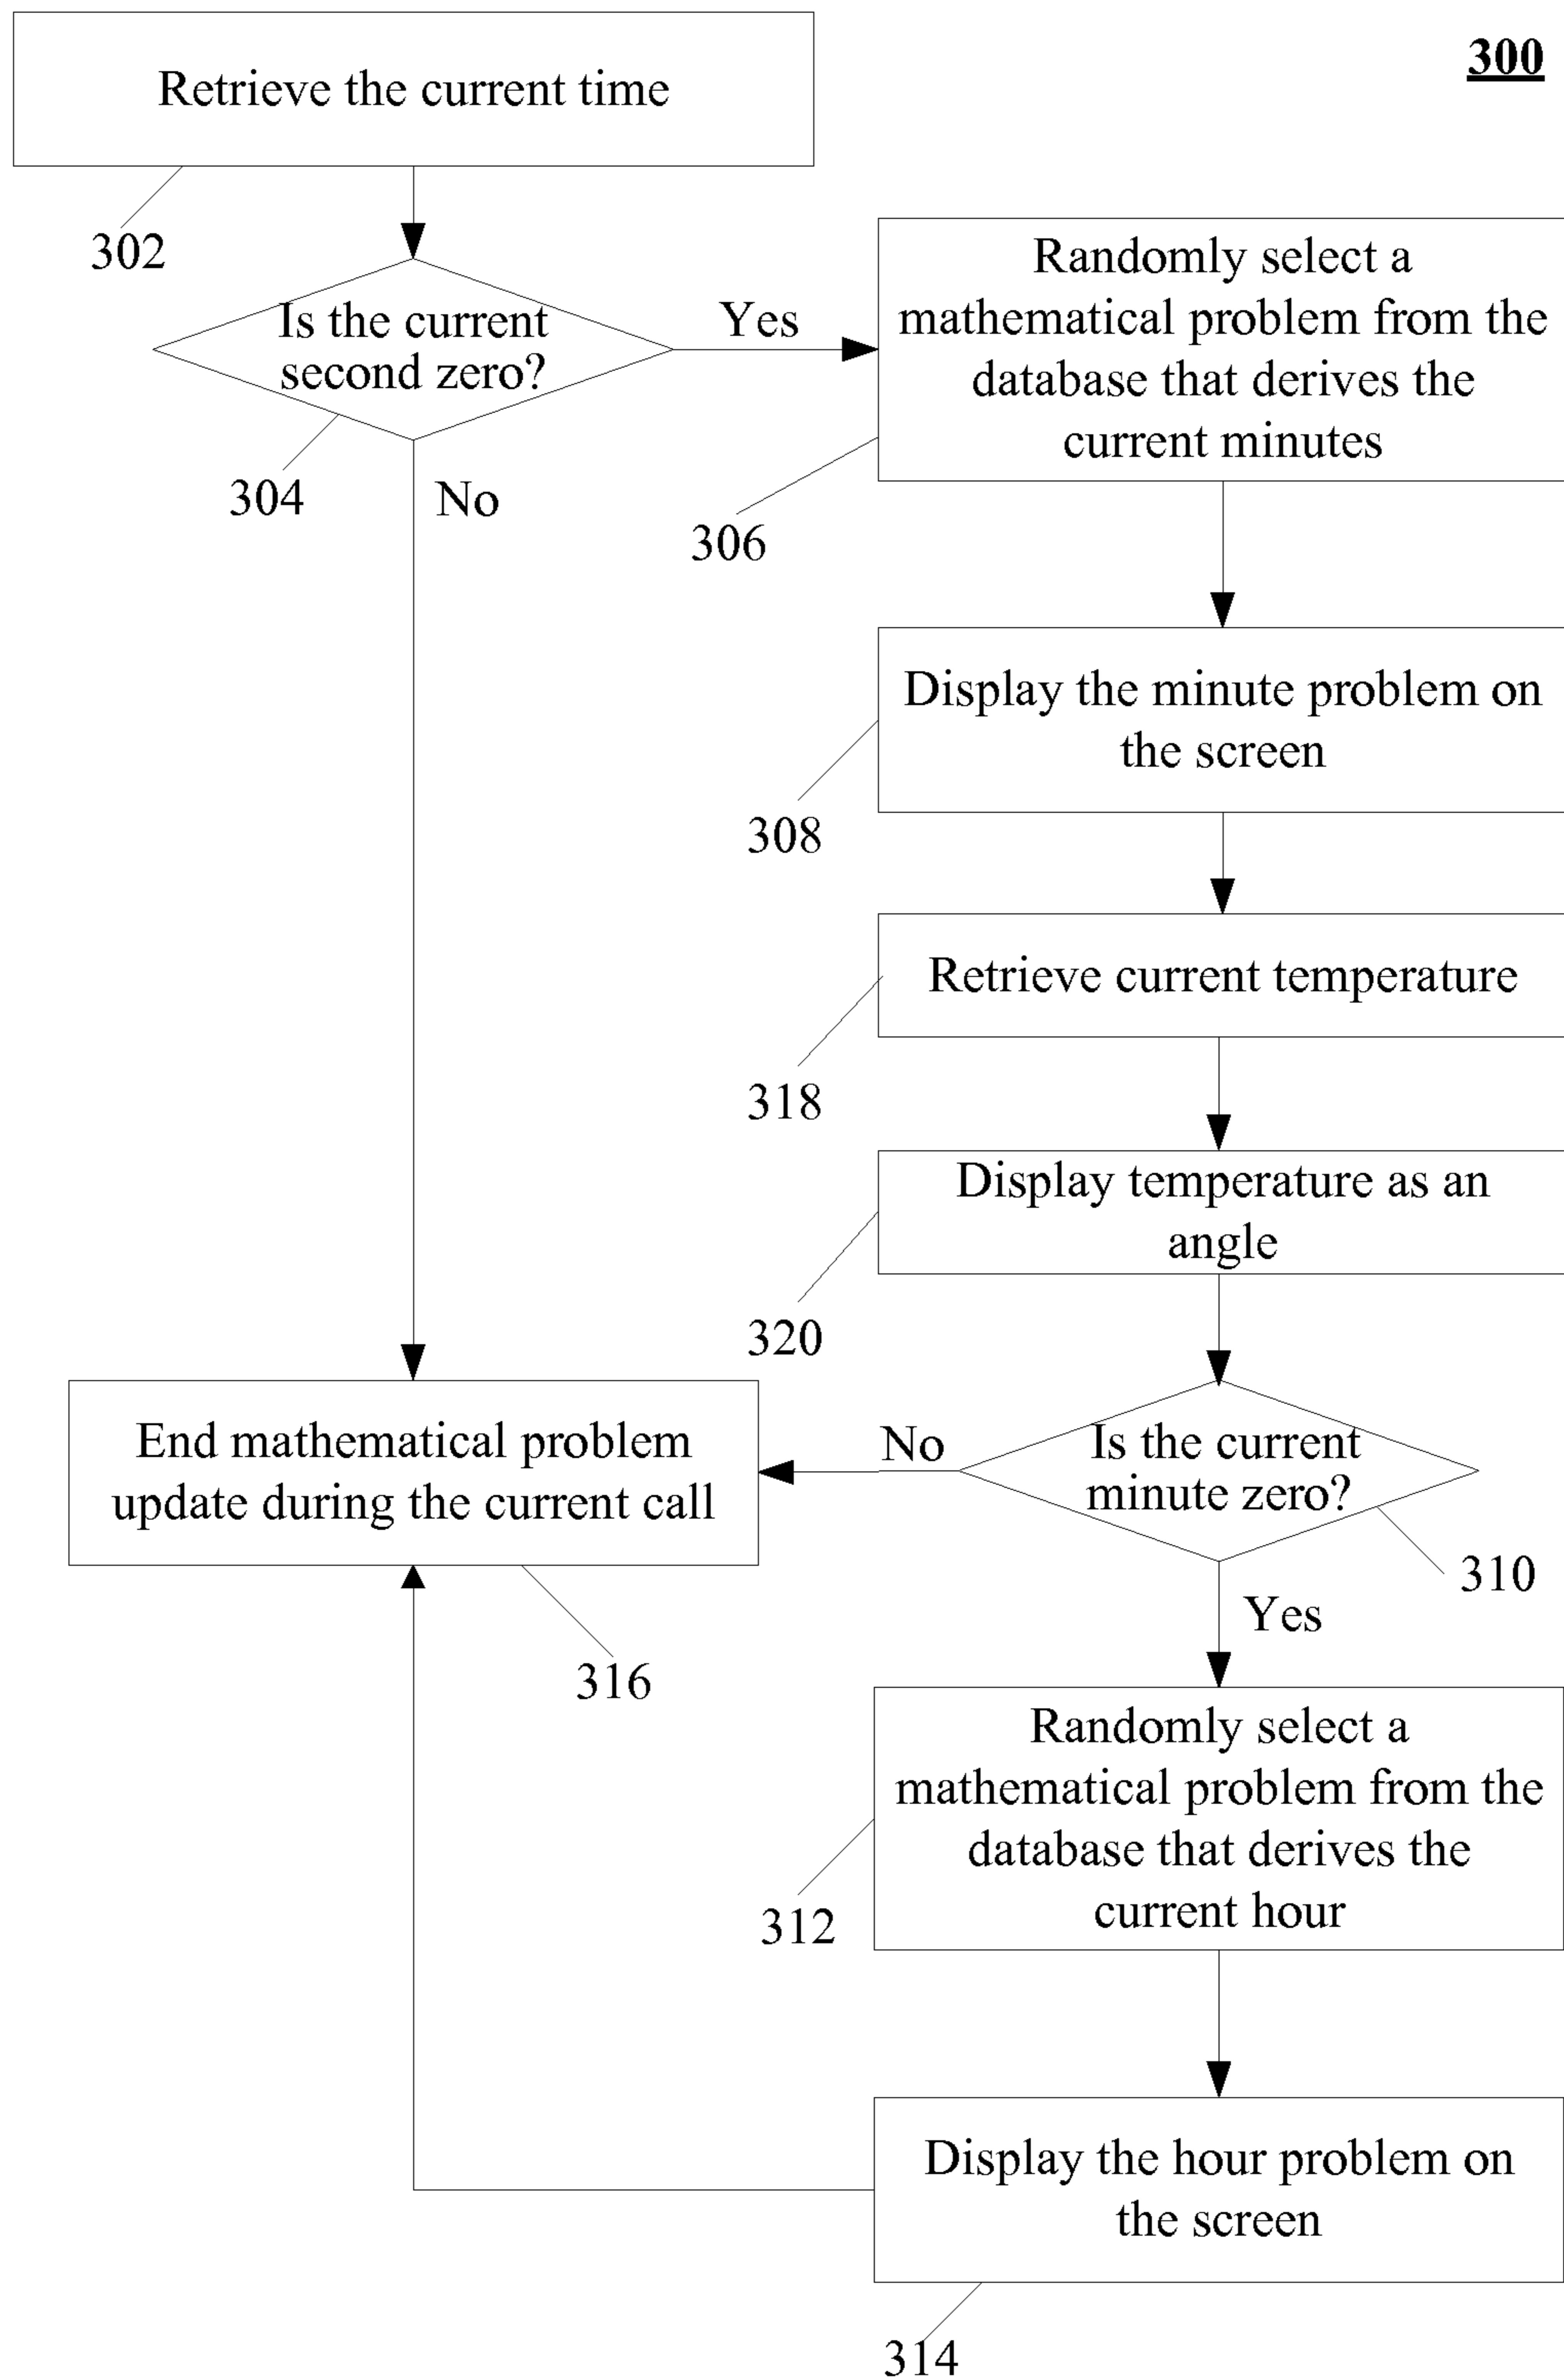 300
Retrieve the current time
302
Is the current
second zero?
Yes
No
304
Randomly select a
mathematical problem from the
database that derives the
current minutes
306
Display the minute problem on
the screen
308
Retrieve current temperature
318
Display temperature as an
angle
320
Is the current
minute zero?
No
Yes
310
End mathematical problem
update during the current call
316
Randomly select a
mathematical problem from the
database that derives the
current hour
312
Display the hour problem on
the screen
314